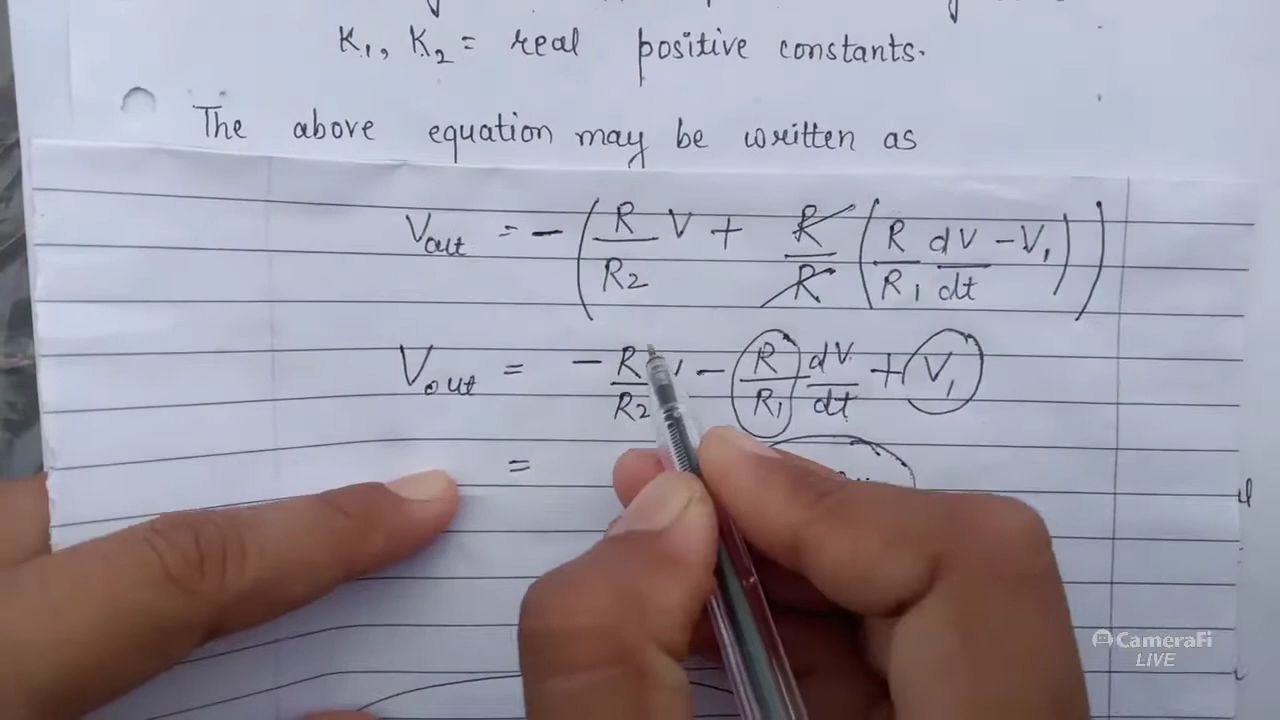 K₁, K₂ = real positive constants.
The above equation may be written as
Vout = - (R/R2 V + R/R (R/R1 dV/dt - V1))
Vout = - R/R2 V - R/R1 dV/dt + V1
=
CameraFi
LIVE